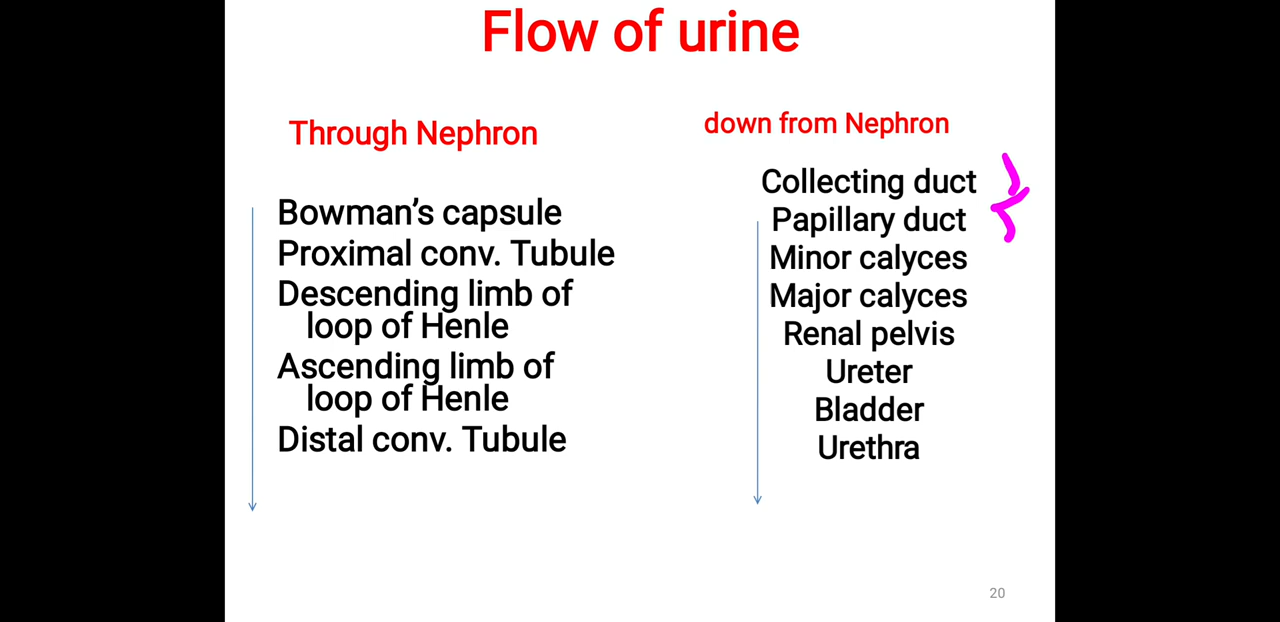 Flow of urine
Through Nephron
Bowman’s capsule
Proximal conv. Tubule
Descending limb of
loop of Henle
Ascending limb of
loop of Henle
Distal conv. Tubule
down from Nephron
Collecting duct
Papillary duct
Minor calyces
Major calyces
Renal pelvis
Ureter
Bladder
Urethra
20